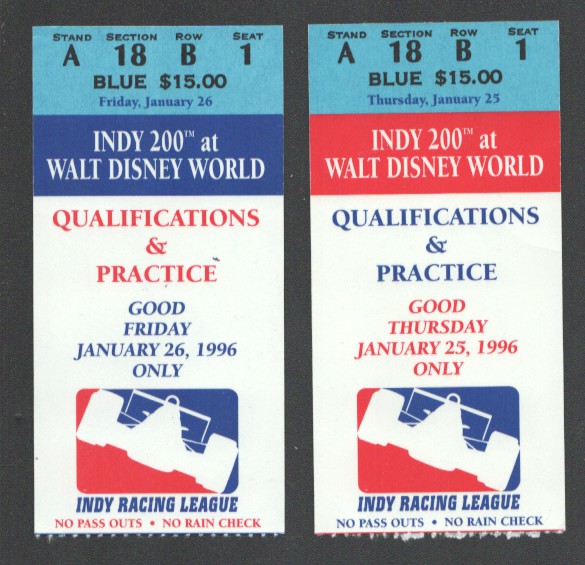 STAND SECTION ROW SEAT
A 18 B 1
BLUE $15.00
Friday, January 26
INDY 200™ at
WALT DISNEY WORLD
QUALIFICATIONS
&
PRACTICE
GOOD
FRIDAY
JANUARY 26, 1996
ONLY
INDY RACING LEAGUE
NO PASS OUTS • NO RAIN CHECK
STAND SECTION ROW SEAT
A 18 B 1
BLUE $15.00
Thursday, January 25
INDY 200™ at
WALT DISNEY WORLD
QUALIFICATIONS
&
PRACTICE
GOOD
THURSDAY
JANUARY 25, 1996
ONLY
INDY RACING LEAGUE
NO PASS OUTS • NO RAIN CHECK